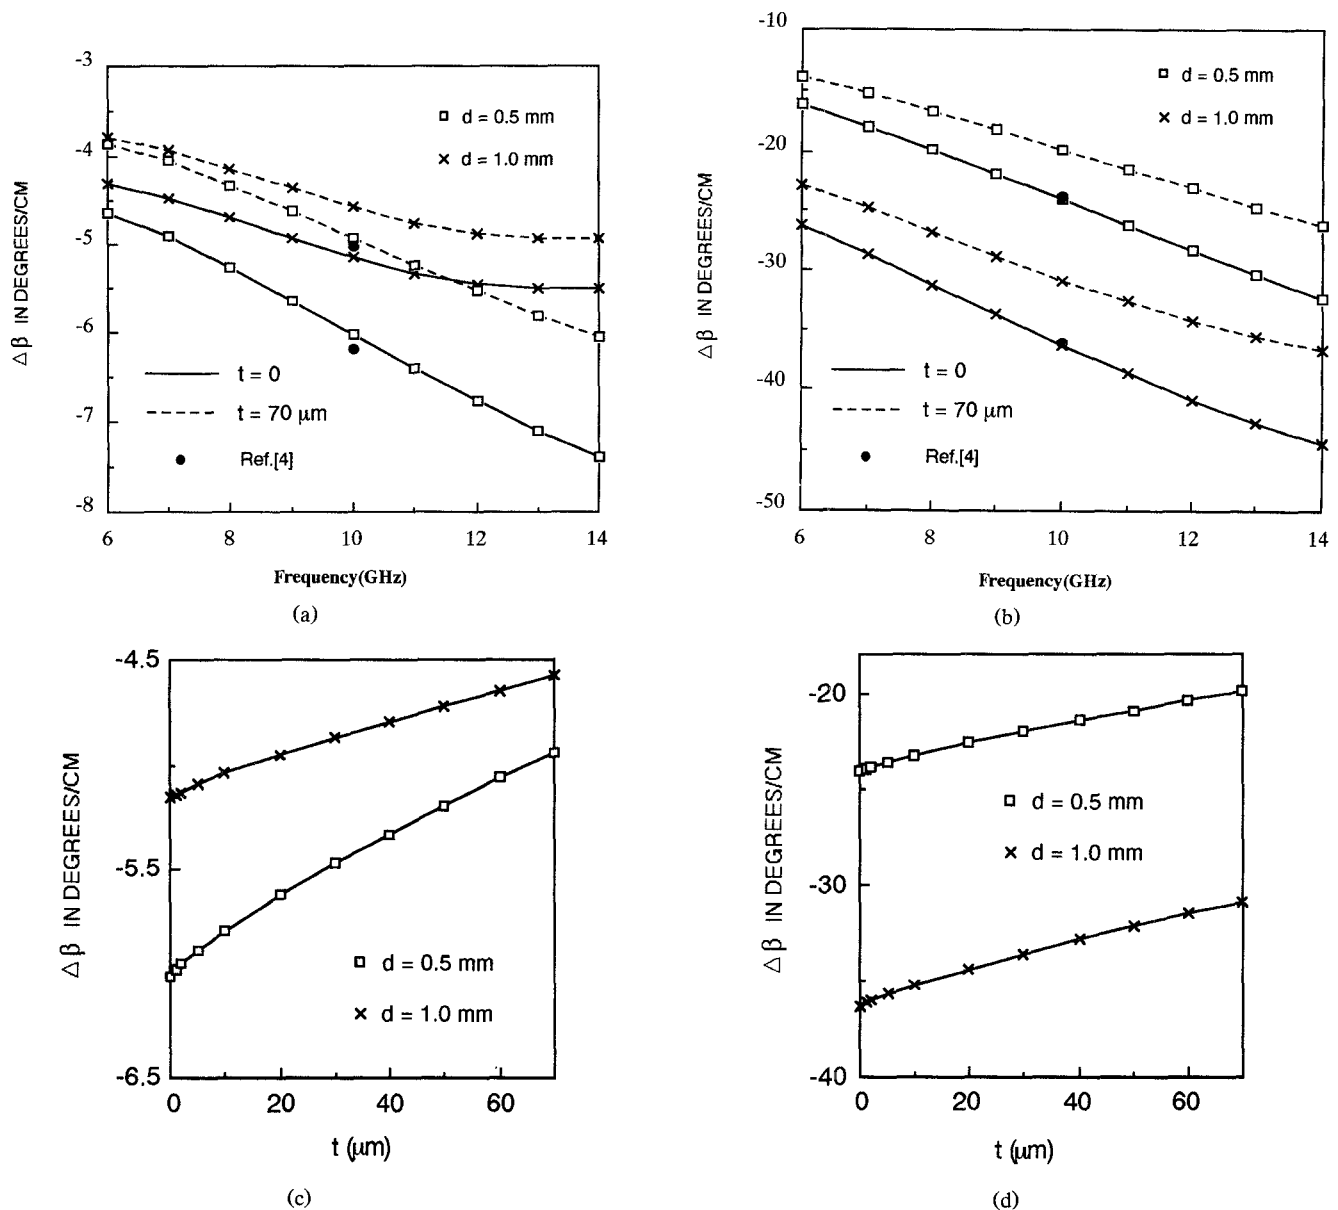 -3
-4
-5
-6
-7
-8
Δ β IN DEGREES/CM
d = 0.5 mm
d = 1.0 mm
t = 0
t = 70 μm
Ref.[4]
6 8 10 12 14
Frequency(GHz)
(a)
-10
-20
-30
-40
-50
Δ β IN DEGREES/CM
d = 0.5 mm
d = 1.0 mm
t = 0
t = 70 μm
Ref.[4]
6 8 10 12 14
Frequency(GHz)
(b)
-4.5
-5.5
-6.5
Δ β IN DEGREES/CM
d = 0.5 mm
d = 1.0 mm
0 20 40 60
t (μm)
(c)
-20
-30
-40
Δ β IN DEGREES/CM
d = 0.5 mm
d = 1.0 mm
0 20 40 60
t (μm)
(d)